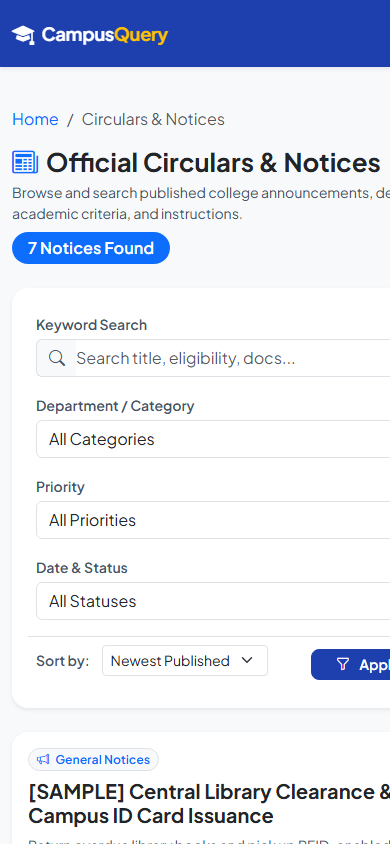 CampusQuery
Home / Circulars & Notices
Official Circulars & Notices
Browse and search published college announcements,
academic criteria, and instructions.
7 Notices Found
Keyword Search
Search title, eligibility, docs...
Department / Category
All Categories
Priority
All Priorities
Date & Status
All Statuses
Sort by: Newest Published
General Notices
[SAMPLE] Central Library Clearance &
Campus ID Card Issuance